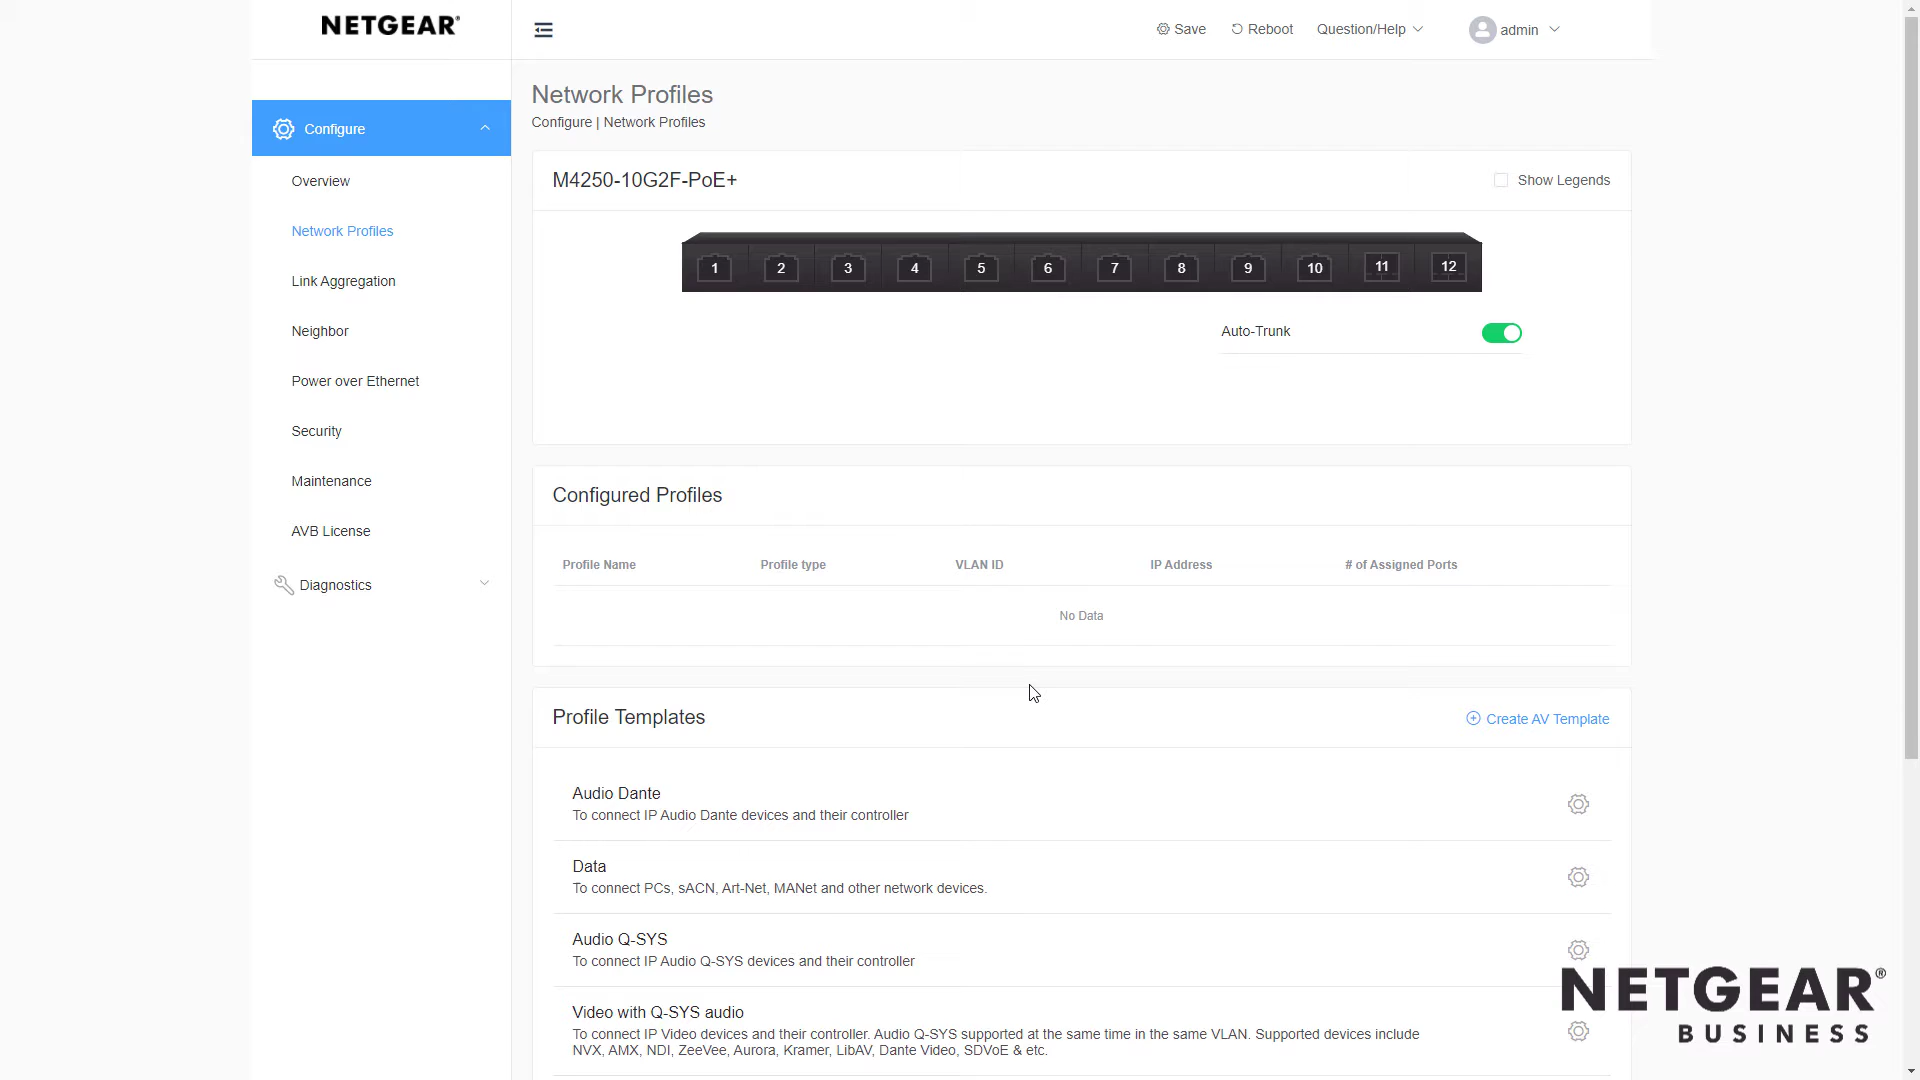 NETGEAR®
Save
Reboot
Question/Help
admin
Configure
Overview
Network Profiles
Link Aggregation
Neighbor
Power over Ethernet
Security
Maintenance
AVB License
Diagnostics
Network Profiles
Configure | Network Profiles
M4250-10G2F-PoE+
Show Legends
1 2 3 4 5 6 7 8 9 10 11 12
Auto-Trunk
Configured Profiles
Profile Name Profile type VLAN ID IP Address # of Assigned Ports
No Data
Profile Templates
Create AV Template
Audio Dante
To connect IP Audio Dante devices and their controller
Data
To connect PCs, sACN, Art-Net, MANet and other network devices.
Audio Q-SYS
To connect IP Audio Q-SYS devices and their controller
Video with Q-SYS audio
To connect IP Video devices and their controller. Audio Q-SYS supported at the same time in the same VLAN. Supported devices include
NVX, AMX, NDI, ZeeVee, Aurora, Kramer, LibAV, Dante Video, SDVoE & etc.
NETGEAR®
BUSINESS